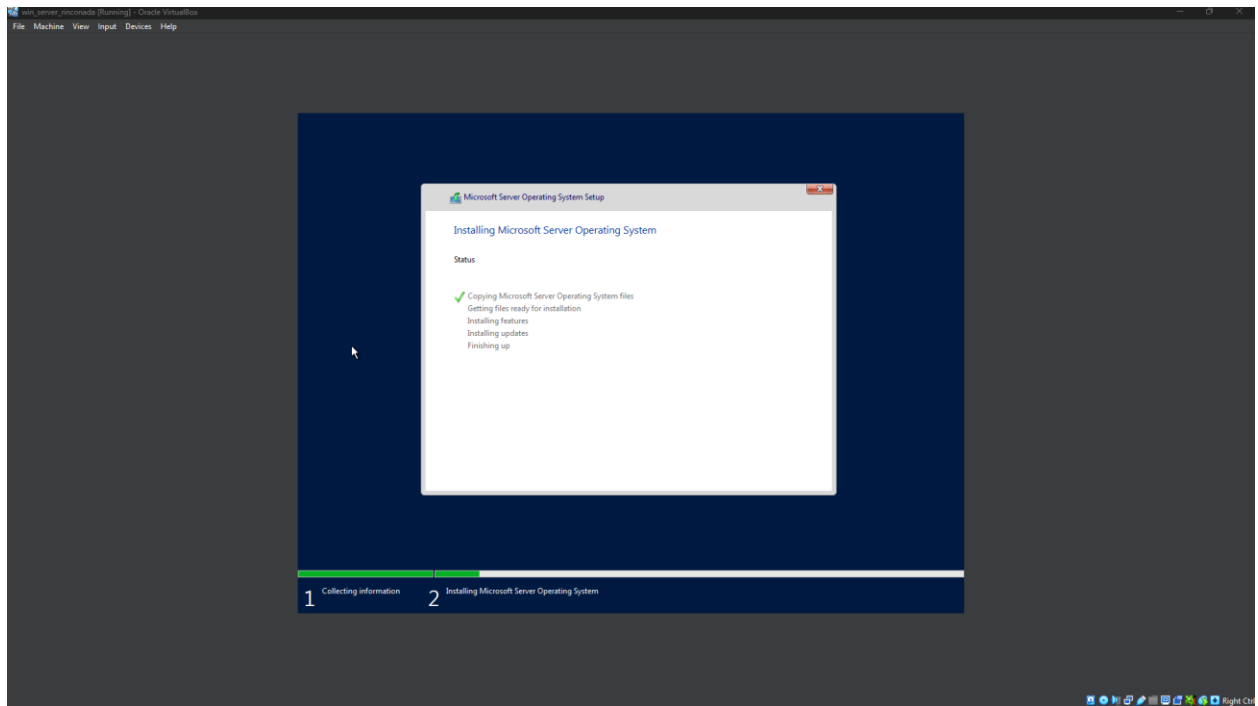 win_server_rinconada [Running] - Oracle VirtualBox
File Machine View Input Devices Help
Microsoft Server Operating System Setup
Installing Microsoft Server Operating System
Status
Copying Microsoft Server Operating System files
Getting files ready for installation
Installing features
Installing updates
Finishing up
1 Collecting information 2 Installing Microsoft Server Operating System
Right Ctrl